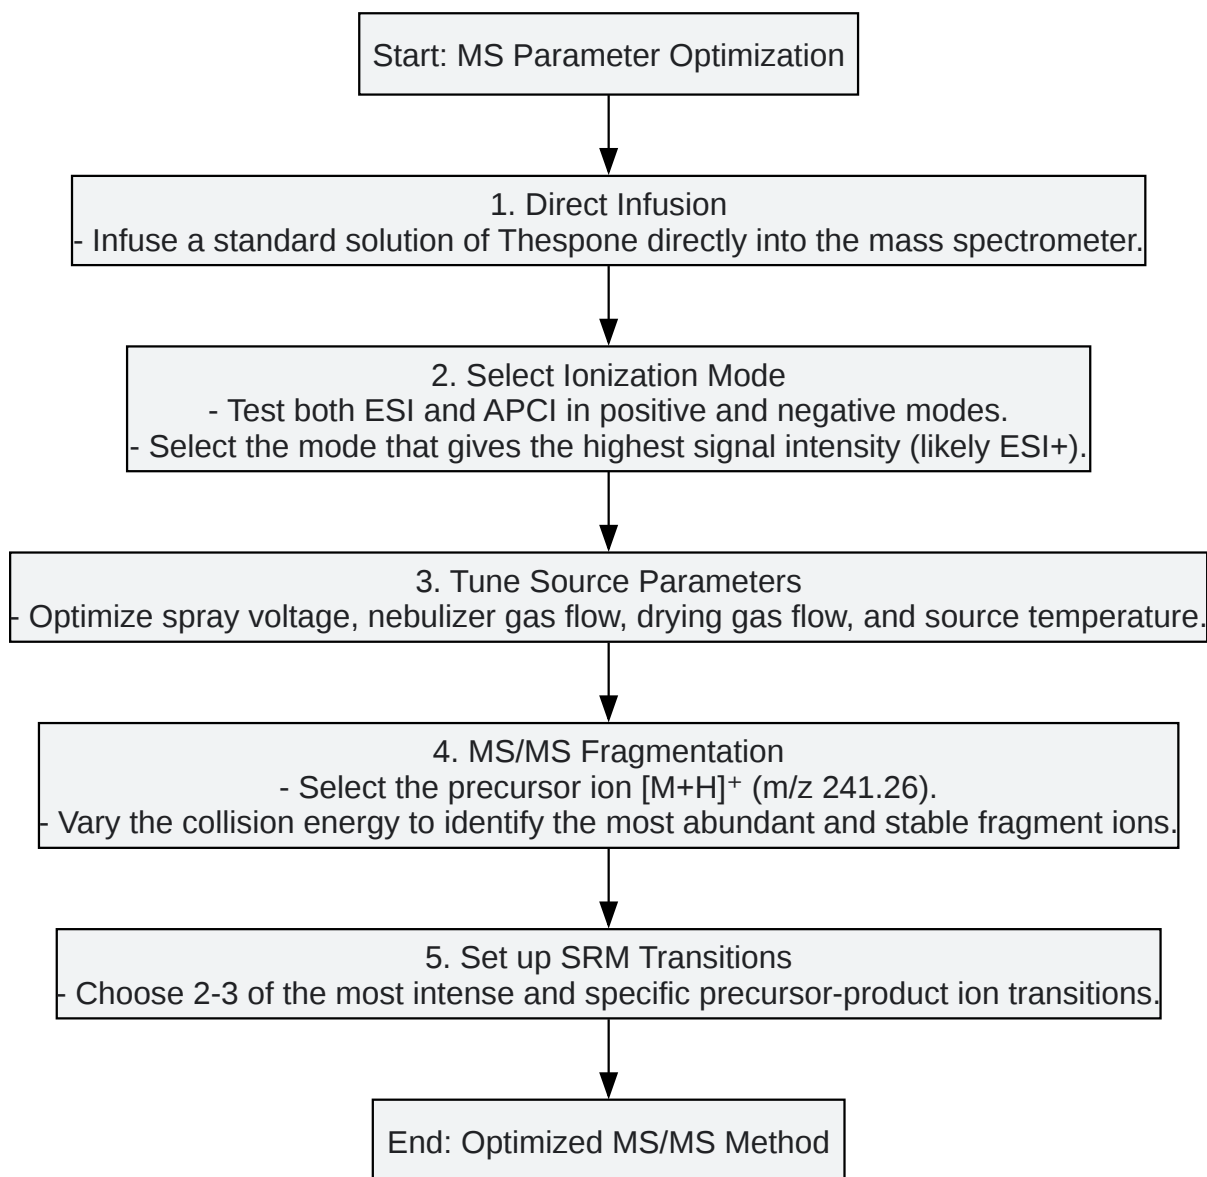 Start: MS Parameter Optimization
1. Direct Infusion
- Infuse a standard solution of Thespone directly into the mass spectrometer.
2. Select Ionization Mode
- Test both ESI and APCI in positive and negative modes.
- Select the mode that gives the highest signal intensity (likely ESI+).
3. Tune Source Parameters
- Optimize spray voltage, nebulizer gas flow, drying gas flow, and source temperature.
4. MS/MS Fragmentation
- Select the precursor ion [M+H]⁺ (m/z 241.26).
- Vary the collision energy to identify the most abundant and stable fragment ions.
5. Set up SRM Transitions
- Choose 2-3 of the most intense and specific precursor-product ion transitions.
End: Optimized MS/MS Method